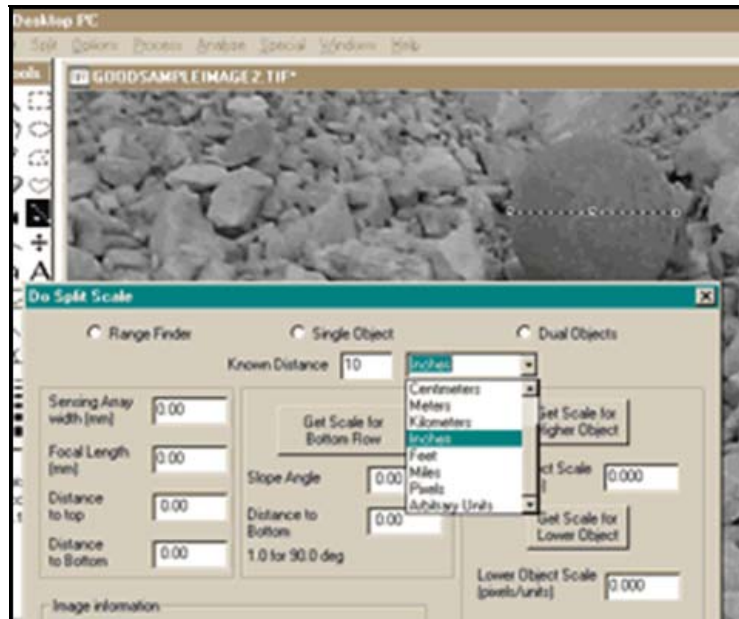 Desktop PC
Split Options Process Analyze Special Windows Help
GOODSAMPLEIMAGE2.TIF*
A
Do Split Scale
Range Finder
Single Object
Dual Objects
Known Distance 10 Inches
Centimeters
Meters
Kilometers
Inches
Feet
Miles
Pixels
Arbitrary Units
Sensing Array
width (mm)
0.00
Focal Length
(mm)
0.00
Distance
to top
0.00
Distance
to Bottom
0.00
Get Scale for
Bottom Row
Slope Angle 0.00
Distance to
Bottom
0.00
1.0 for 90.0 deg
Get Scale for
Object
Scale
0.000
Get Scale for
Lower Object
Lower Object Scale
(pixels/units)
0.000
Image information